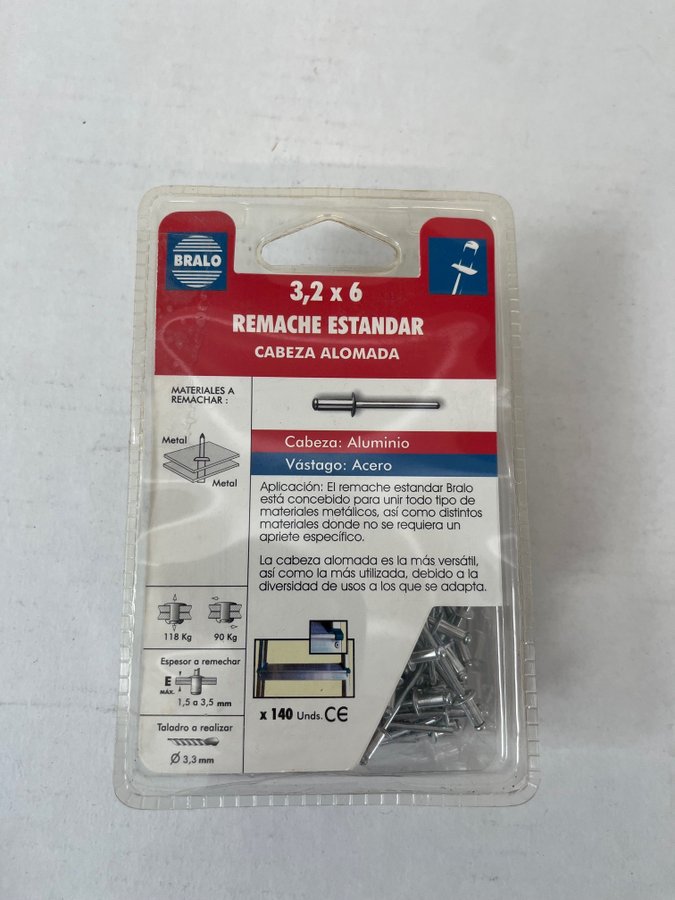 BRALO
3,2 x 6
REMACHE ESTANDAR
CABEZA ALOMADA
MATERIALES A
REMACHAR :
Metal
Metal
Cabeza: Aluminio
Vástago: Acero
Aplicación: El remache estandar Bralo
está concebido para unir todo tipo de
materiales metálicos, así como distintos
materiales donde no se requiera un
apriete específico.
La cabeza alomada es la más versátil,
así como la más utilizada, debido a la
diversidad de usos a los que se adapta.
118 Kg
90 Kg
Espesor a remechar
E
MÁX.
1,5 a 3,5 mm
Taladro a realizar
Ø 3,3 mm
x 140 Unds. CE